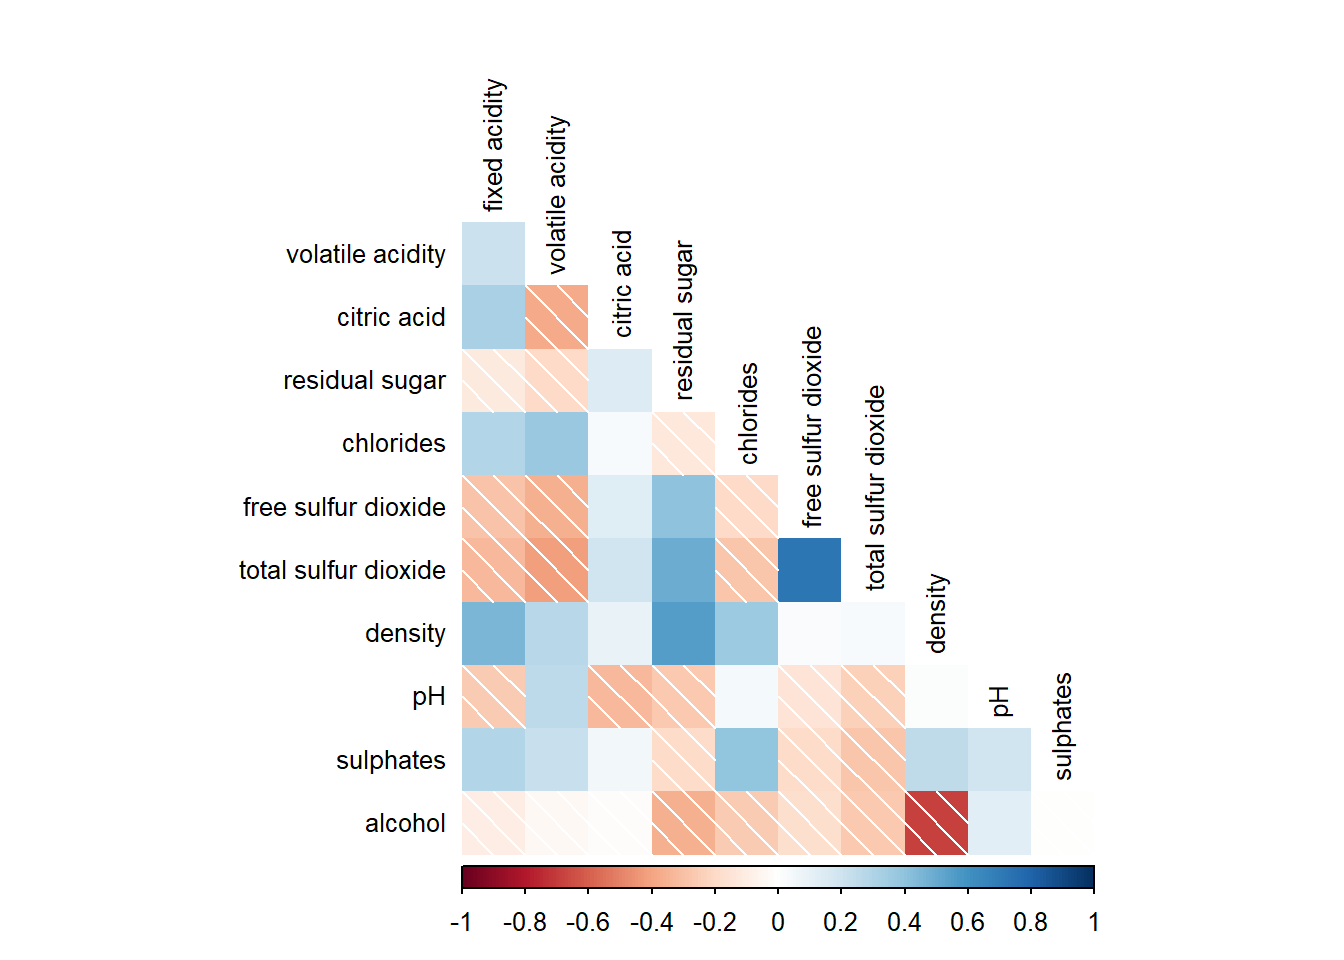 fixed acidity
volatile acidity
citric acid
residual sugar
chlorides
free sulfur dioxide
total sulfur dioxide
density
pH
sulphates
volatile acidity
citric acid
residual sugar
chlorides
free sulfur dioxide
total sulfur dioxide
density
pH
sulphates
alcohol
-1 -0.8 -0.6 -0.4 -0.2 0 0.2 0.4 0.6 0.8 1